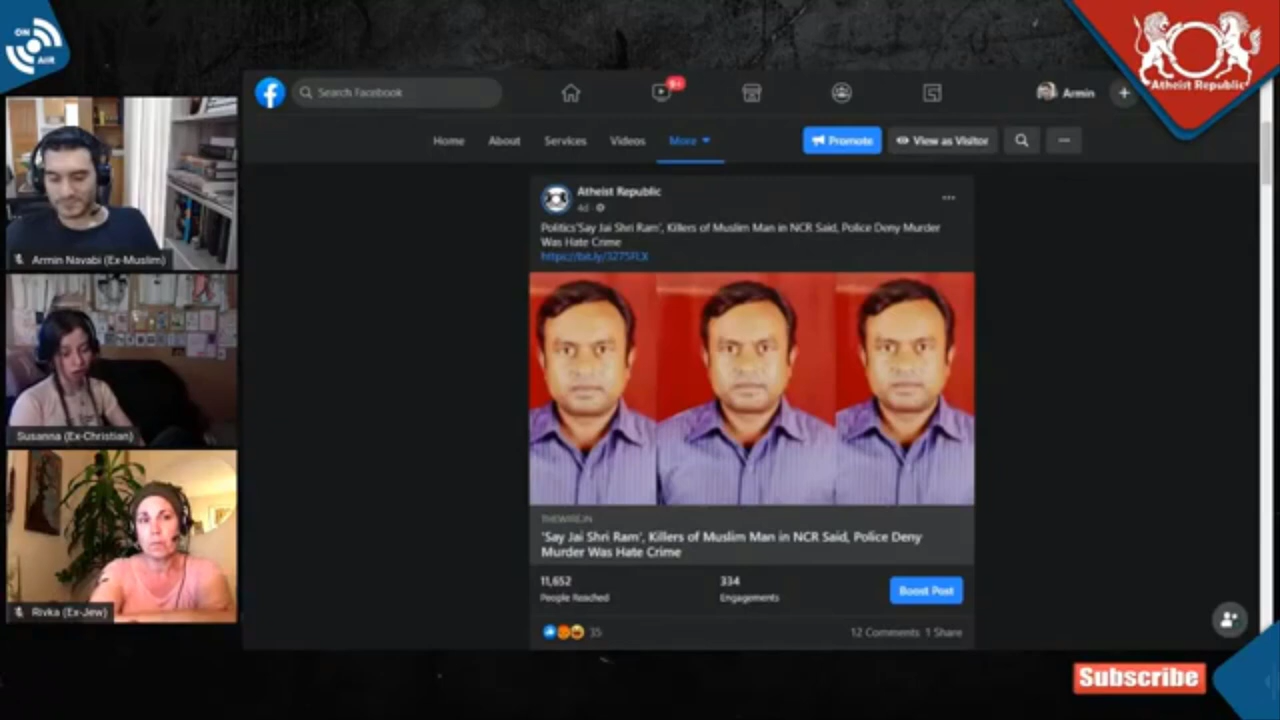 ON
AIR
Atheist Republic
Search Facebook
9+
Armin
Home
About
Services
Videos
More
Promote
View as Visitor
Armin Navabi (Ex-Muslim)
Susanna (Ex-Christian)
Rivka (Ex-Jew)
Atheist Republic
4d
Politics'Say Jai Shri Ram', Killers of Muslim Man in NCR Said, Police Deny Murder
Was Hate Crime
THEWIRE.IN
'Say Jai Shri Ram', Killers of Muslim Man in NCR Said, Police Deny
Murder Was Hate Crime
11,652
People Reached
334
Engagements
Boost Post
35
12 Comments 1 Share
Subscribe